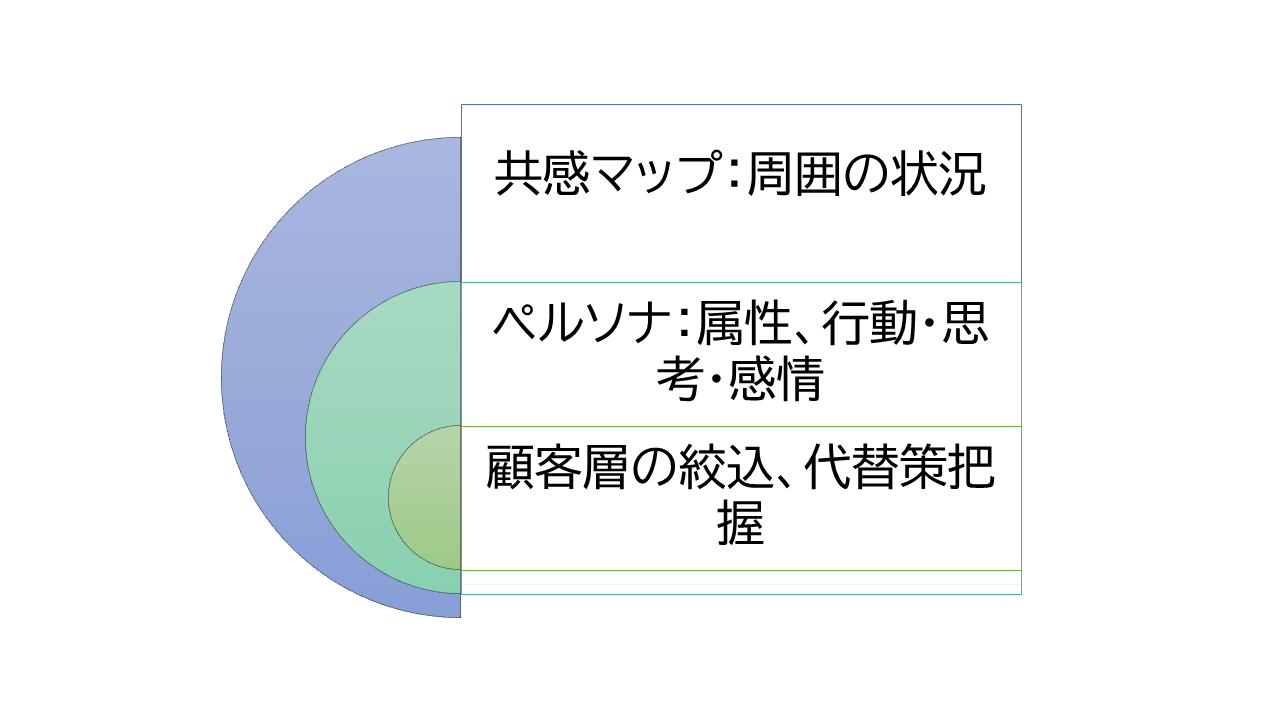 共感マップ：周囲の状況
ペルソナ：属性、行動・思
考・感情
顧客層の絞込、代替策把
握